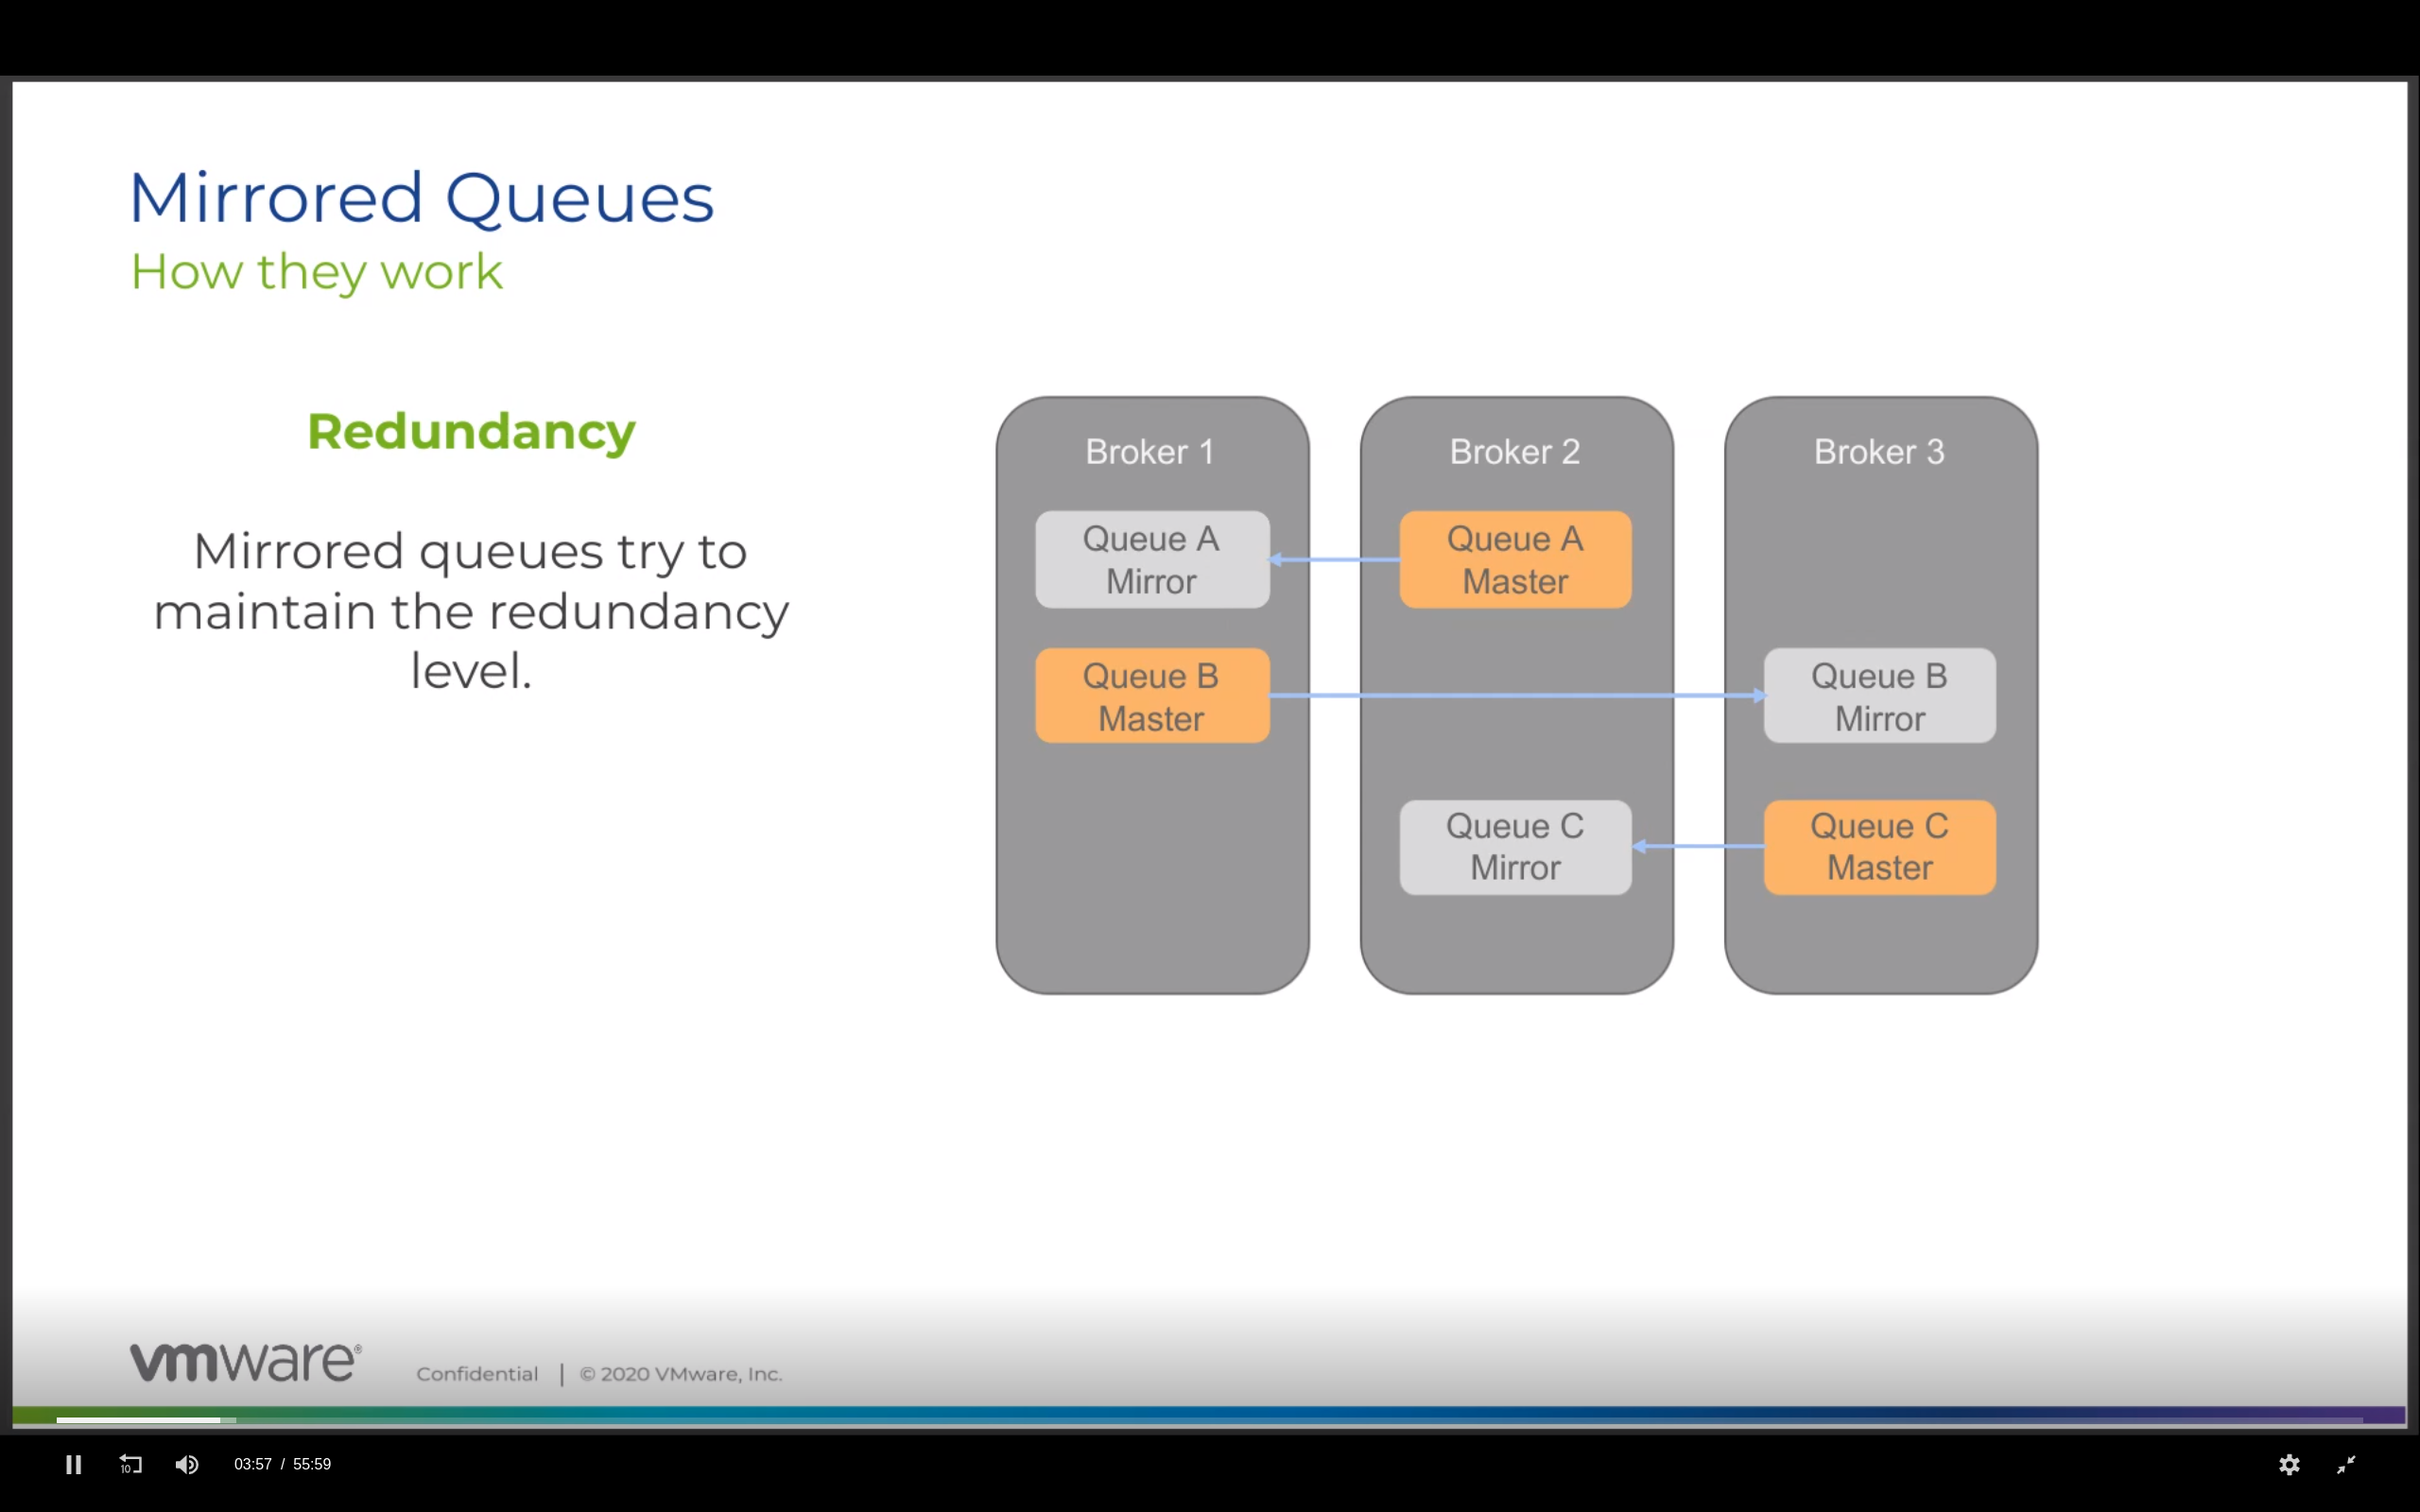 Mirrored Queues
How they work
Redundancy
Mirrored queues try to
maintain the redundancy
level.
Broker 1
Broker 2
Broker 3
Queue A
Mirror
Queue A
Master
Queue B
Master
Queue B
Mirror
Queue C
Mirror
Queue C
Master
vmware®
Confidential | © 2020 VMware, Inc.
10
03:57 / 55:59